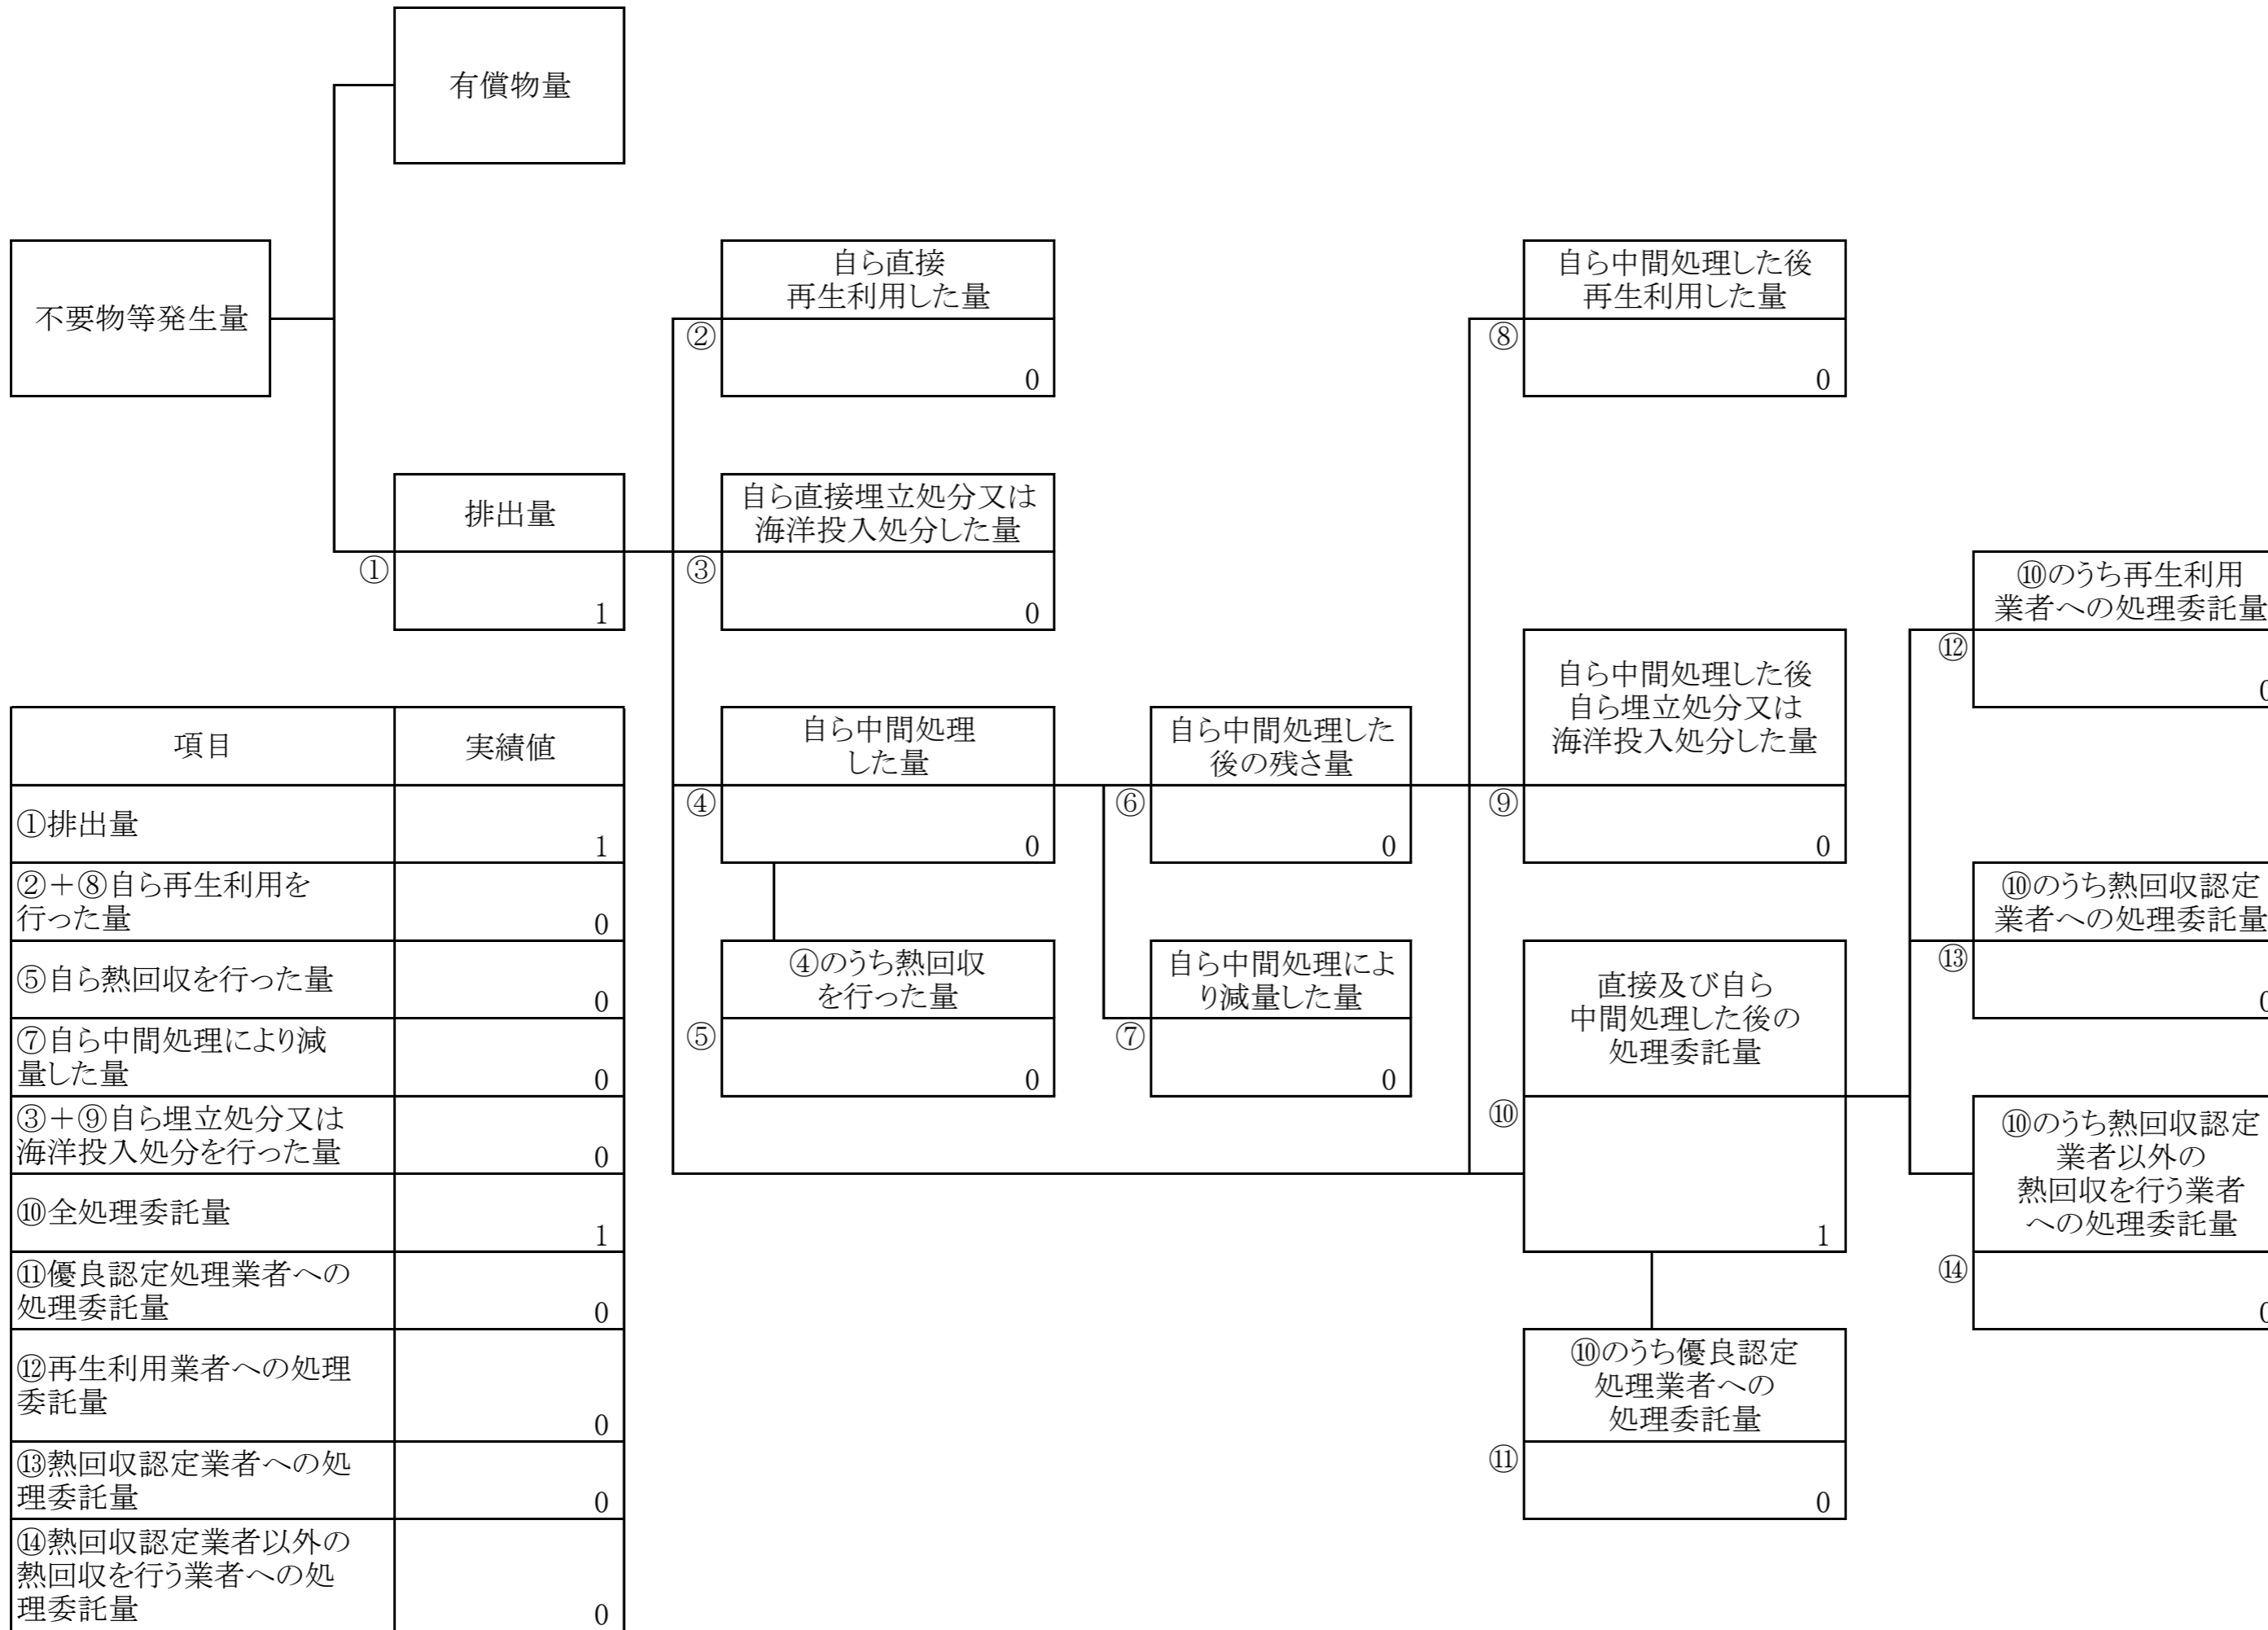 有償物量
不要物等発生量
自ら直接
再生利用した量
②
0
自ら中間処理した後
再生利用した量
⑧
0
排出量
①
1
自ら直接埋立処分又は
海洋投入処分した量
③
0
⑩のうち再生利用
業者への処理委託量
⑫
0
自ら中間処理
した量
④
0
自ら中間処理した
後の残さ量
⑥
0
自ら中間処理した後
自ら埋立処分又は
海洋投入処分した量
⑨
0
⑩のうち熱回収認定
業者への処理委託量
⑬
0
④のうち熱回収
を行った量
⑤
0
自ら中間処理によ
り減量した量
⑦
0
直接及び自ら
中間処理した後の
処理委託量
⑩
1
⑩のうち熱回収認定
業者以外の
熱回収を行う業者
への処理委託量
⑭
0
⑩のうち優良認定
処理業者への
処理委託量
⑪
0
項目 実績値
①排出量
1
②＋⑧自ら再生利用を
行った量 0
⑤自ら熱回収を行った量
0
⑦自ら中間処理により減
量した量 0
③＋⑨自ら埋立処分又は
海洋投入処分を行った量 0
⑩全処理委託量
1
⑪優良認定処理業者への
処理委託量 0
⑫再生利用業者への処理
委託量
0
⑬熱回収認定業者への処
理委託量 0
⑭熱回収認定業者以外の
熱回収を行う業者への処
理委託量 0